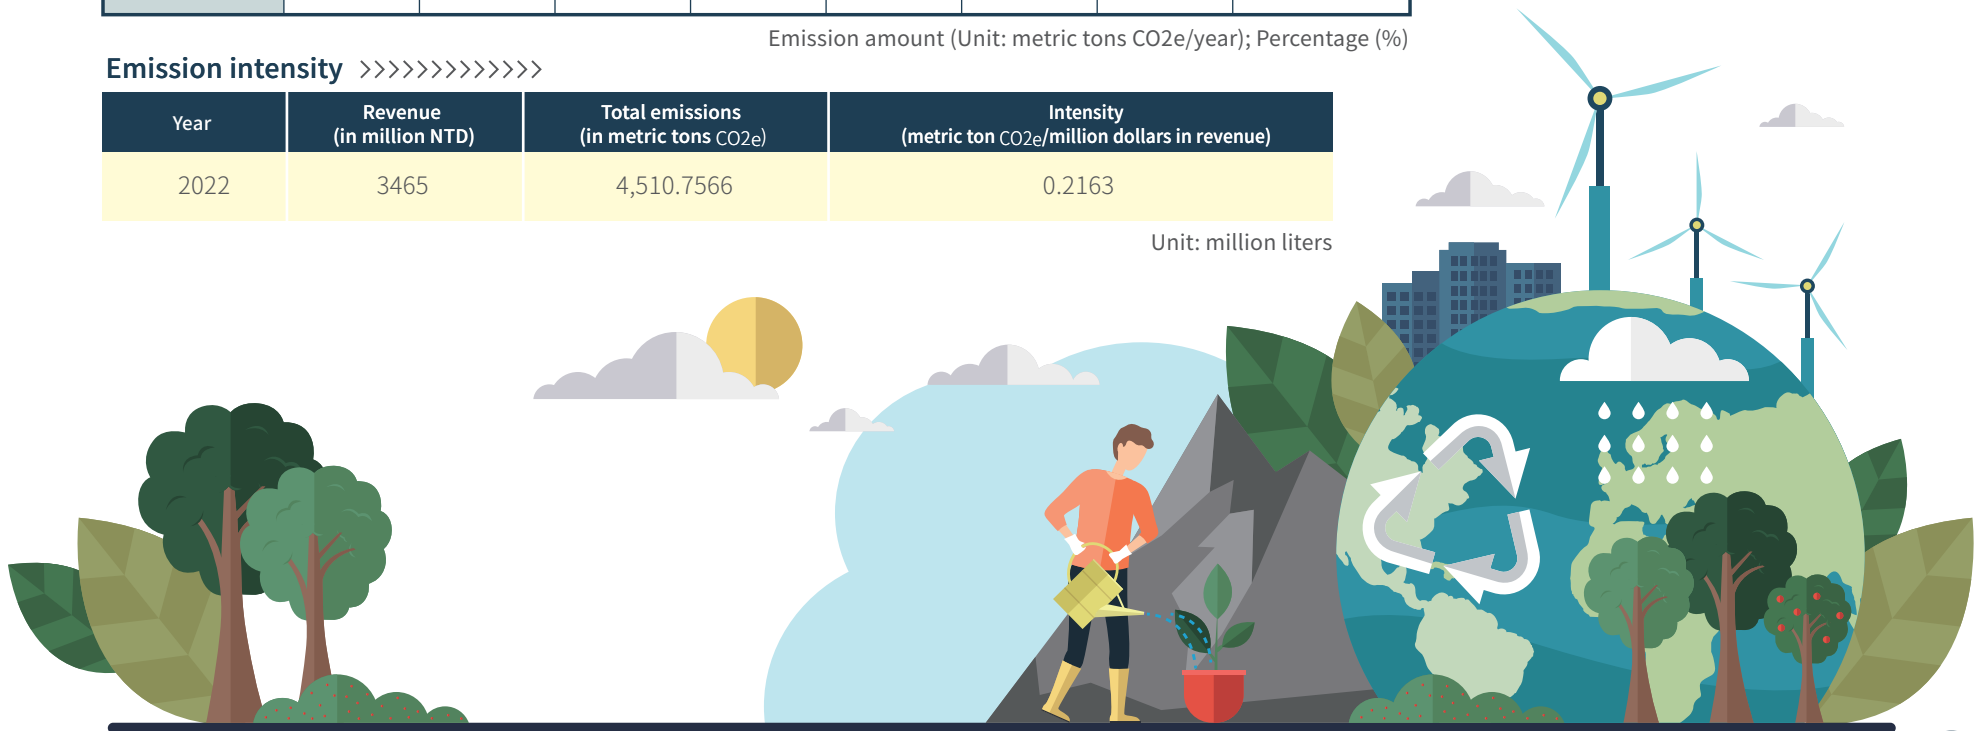 Emission amount (Unit: metric tons CO2e/year); Percentage (%)
Emission intensity >>>>>>>>>>>>>
Year
Revenue
(in million NTD)
Total emissions
(in metric tons CO2e)
Intensity
(metric ton CO2e/million dollars in revenue)
2022
3465
4,510.7566
0.2163
Unit: million liters